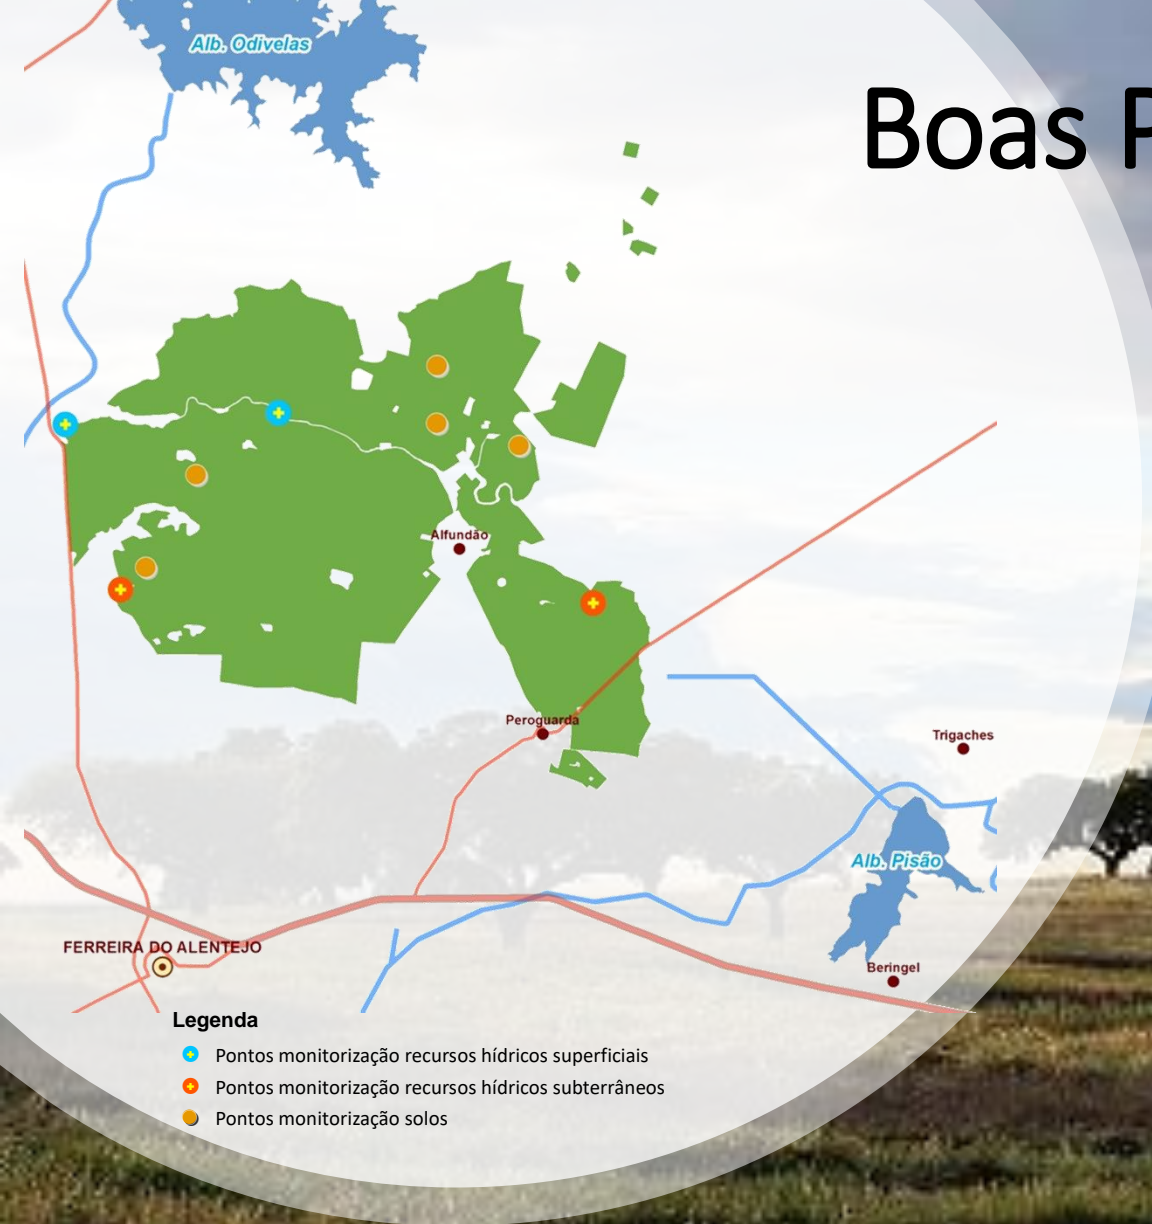 Alb. Odivelas
Boas P
Alfundão
Peroguarda
Trigaches
Alb. Pisão
FERREIRA DO ALENTEJO
Beringel
Legenda
Pontos monitorização recursos hídricos superficiais
Pontos monitorização recursos hídricos subterrâneos
Pontos monitorização solos